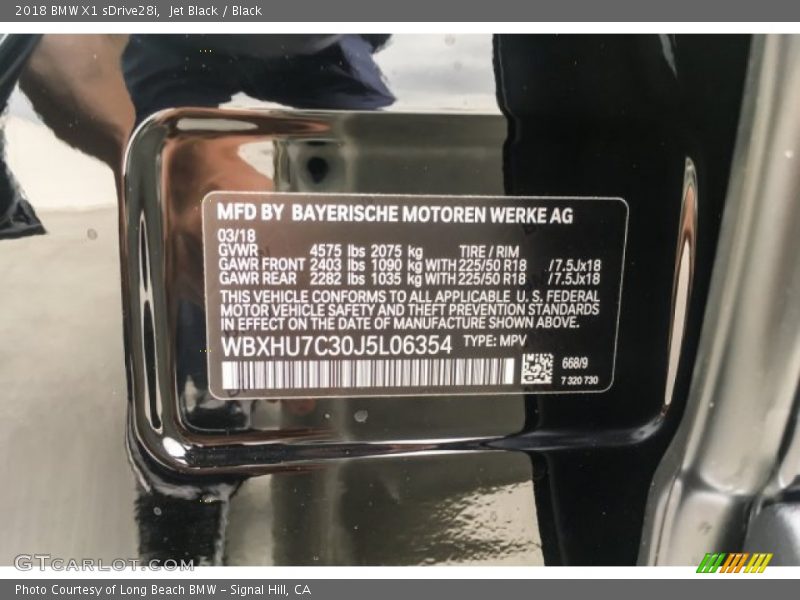 2018 BMW X1 sDrive28i, Jet Black / Black
MFD BY BAYERISCHE MOTOREN WERKE AG
03/18
GVWR 4575 lbs 2075 kg TIRE / RIM
GAWR FRONT 2403 lbs 1090 kg WITH 225/50 R18 /7.5Jx18
GAWR REAR 2282 lbs 1035 kg WITH 225/50 R18 /7.5Jx18
THIS VEHICLE CONFORMS TO ALL APPLICABLE U. S. FEDERAL
MOTOR VEHICLE SAFETY AND THEFT PREVENTION STANDARDS
IN EFFECT ON THE DATE OF MANUFACTURE SHOWN ABOVE.
WBXHU7C30J5L06354 TYPE: MPV
668/9
7 320 730
GTCARLOT.COM
Photo Courtesy of Long Beach BMW - Signal Hill, CA